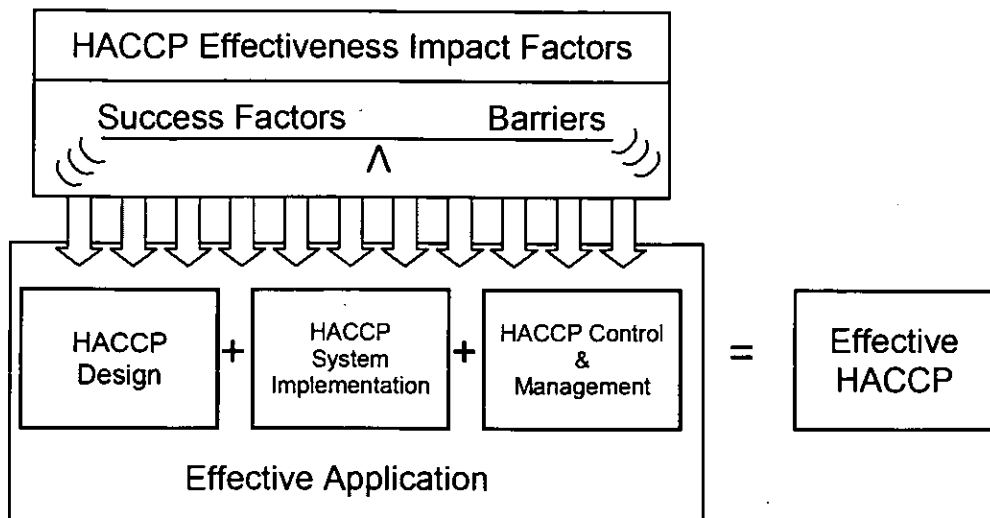 HACCP Effectiveness Impact Factors
Success Factors Barriers
HACCP
Design
+
HACCP
System
Implementation
+
HACCP Control
&
Management
=
Effective
HACCP
Effective Application